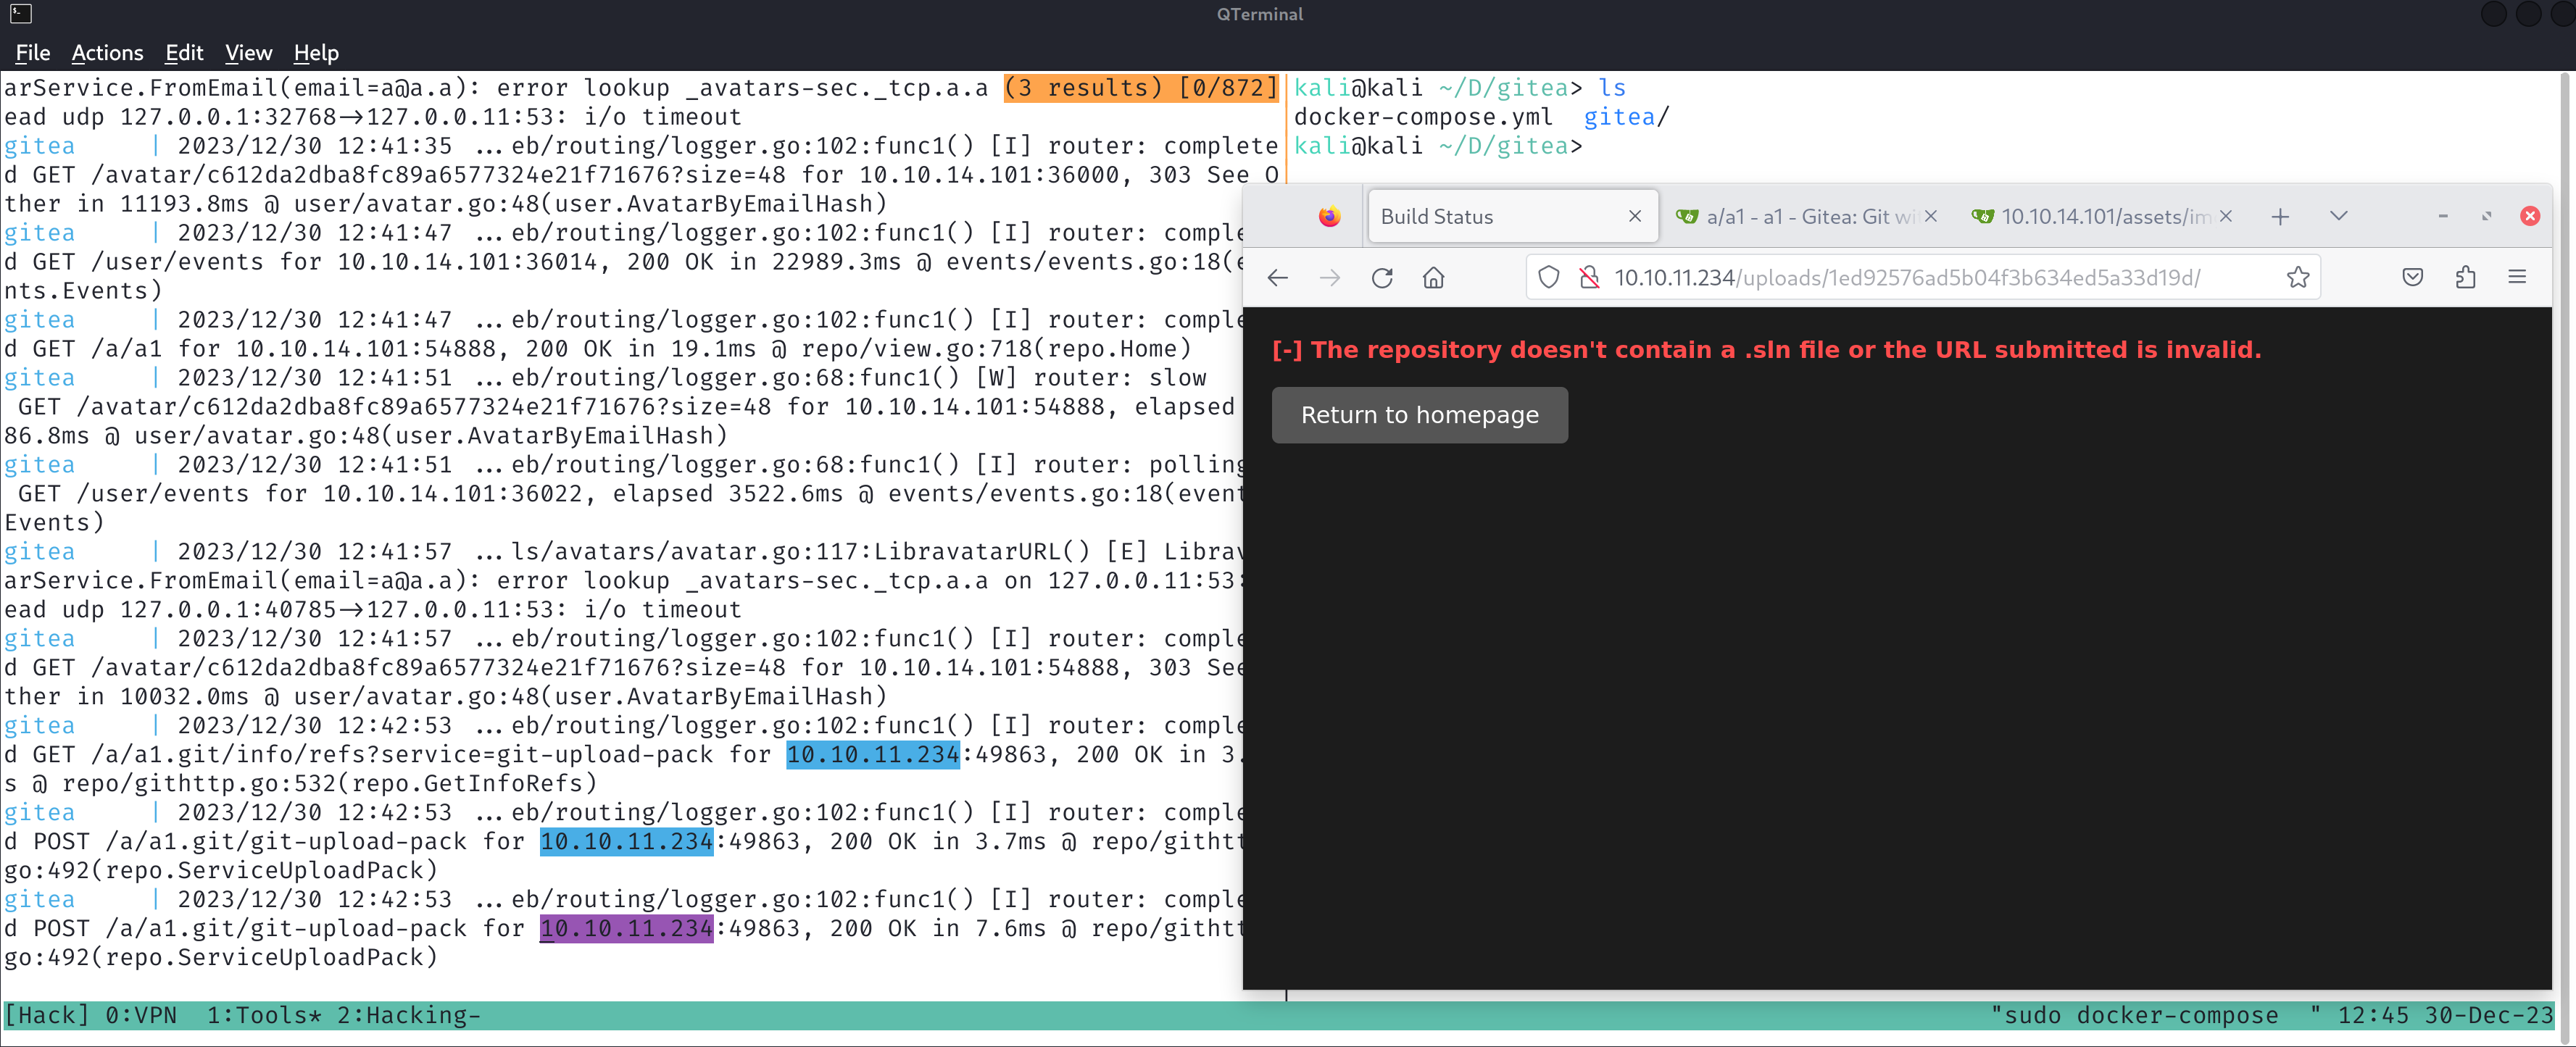 QTerminal
File Actions Edit View Help
arService.FromEmail(email=a@a.a): error lookup _avatars-sec._tcp.a.a (3 results) [0/872]
ead udp 127.0.0.1:32768→127.0.0.11:53: i/o timeout
gitea | 2023/12/30 12:41:35 ...eb/routing/logger.go:102:func1() [I] router: complete
d GET /avatar/c612da2dba8fc89a6577324e21f71676?size=48 for 10.10.14.101:36000, 303 See O
ther in 11193.8ms @ user/avatar.go:48(user.AvatarByEmailHash)
gitea | 2023/12/30 12:41:47 ...eb/routing/logger.go:102:func1() [I] router: comple
d GET /user/events for 10.10.14.101:36014, 200 OK in 22989.3ms @ events/events.go:18(e
nts.Events)
gitea | 2023/12/30 12:41:47 ...eb/routing/logger.go:102:func1() [I] router: comple
d GET /a/a1 for 10.10.14.101:54888, 200 OK in 19.1ms @ repo/view.go:718(repo.Home)
gitea | 2023/12/30 12:41:51 ...eb/routing/logger.go:68:func1() [W] router: slow
GET /avatar/c612da2dba8fc89a6577324e21f71676?size=48 for 10.10.14.101:54888, elapsed
86.8ms @ user/avatar.go:48(user.AvatarByEmailHash)
gitea | 2023/12/30 12:41:51 ...eb/routing/logger.go:68:func1() [I] router: polling
GET /user/events for 10.10.14.101:36022, elapsed 3522.6ms @ events/events.go:18(event
Events)
gitea | 2023/12/30 12:41:57 ...ls/avatars/avatar.go:117:LibravatarURL() [E] Librav
arService.FromEmail(email=a@a.a): error lookup _avatars-sec._tcp.a.a on 127.0.0.11:53:
ead udp 127.0.0.1:40785→127.0.0.11:53: i/o timeout
gitea | 2023/12/30 12:41:57 ...eb/routing/logger.go:102:func1() [I] router: comple
d GET /avatar/c612da2dba8fc89a6577324e21f71676?size=48 for 10.10.14.101:54888, 303 See
ther in 10032.0ms @ user/avatar.go:48(user.AvatarByEmailHash)
gitea | 2023/12/30 12:42:53 ...eb/routing/logger.go:102:func1() [I] router: comple
d GET /a/a1.git/info/refs?service=git-upload-pack for 10.10.11.234:49863, 200 OK in 3.
s @ repo/githttp.go:532(repo.GetInfoRefs)
gitea | 2023/12/30 12:42:53 ...eb/routing/logger.go:102:func1() [I] router: comple
d POST /a/a1.git/git-upload-pack for 10.10.11.234:49863, 200 OK in 3.7ms @ repo/githtt
go:492(repo.ServiceUploadPack)
gitea | 2023/12/30 12:42:53 ...eb/routing/logger.go:102:func1() [I] router: comple
d POST /a/a1.git/git-upload-pack for 10.10.11.234:49863, 200 OK in 7.6ms @ repo/githtt
go:492(repo.ServiceUploadPack)
kali@kali ~/D/gitea> ls
docker-compose.yml gitea/
kali@kali ~/D/gitea>
Build Status
a/a1 - a1 - Gitea: Git wi
10.10.14.101/assets/im
10.10.11.234/uploads/1ed92576ad5b04f3b634ed5a33d19d/
[-] The repository doesn't contain a .sln file or the URL submitted is invalid.
Return to homepage
[Hack] 0:VPN 1:Tools* 2:Hacking- "sudo docker-compose " 12:45 30-Dec-23